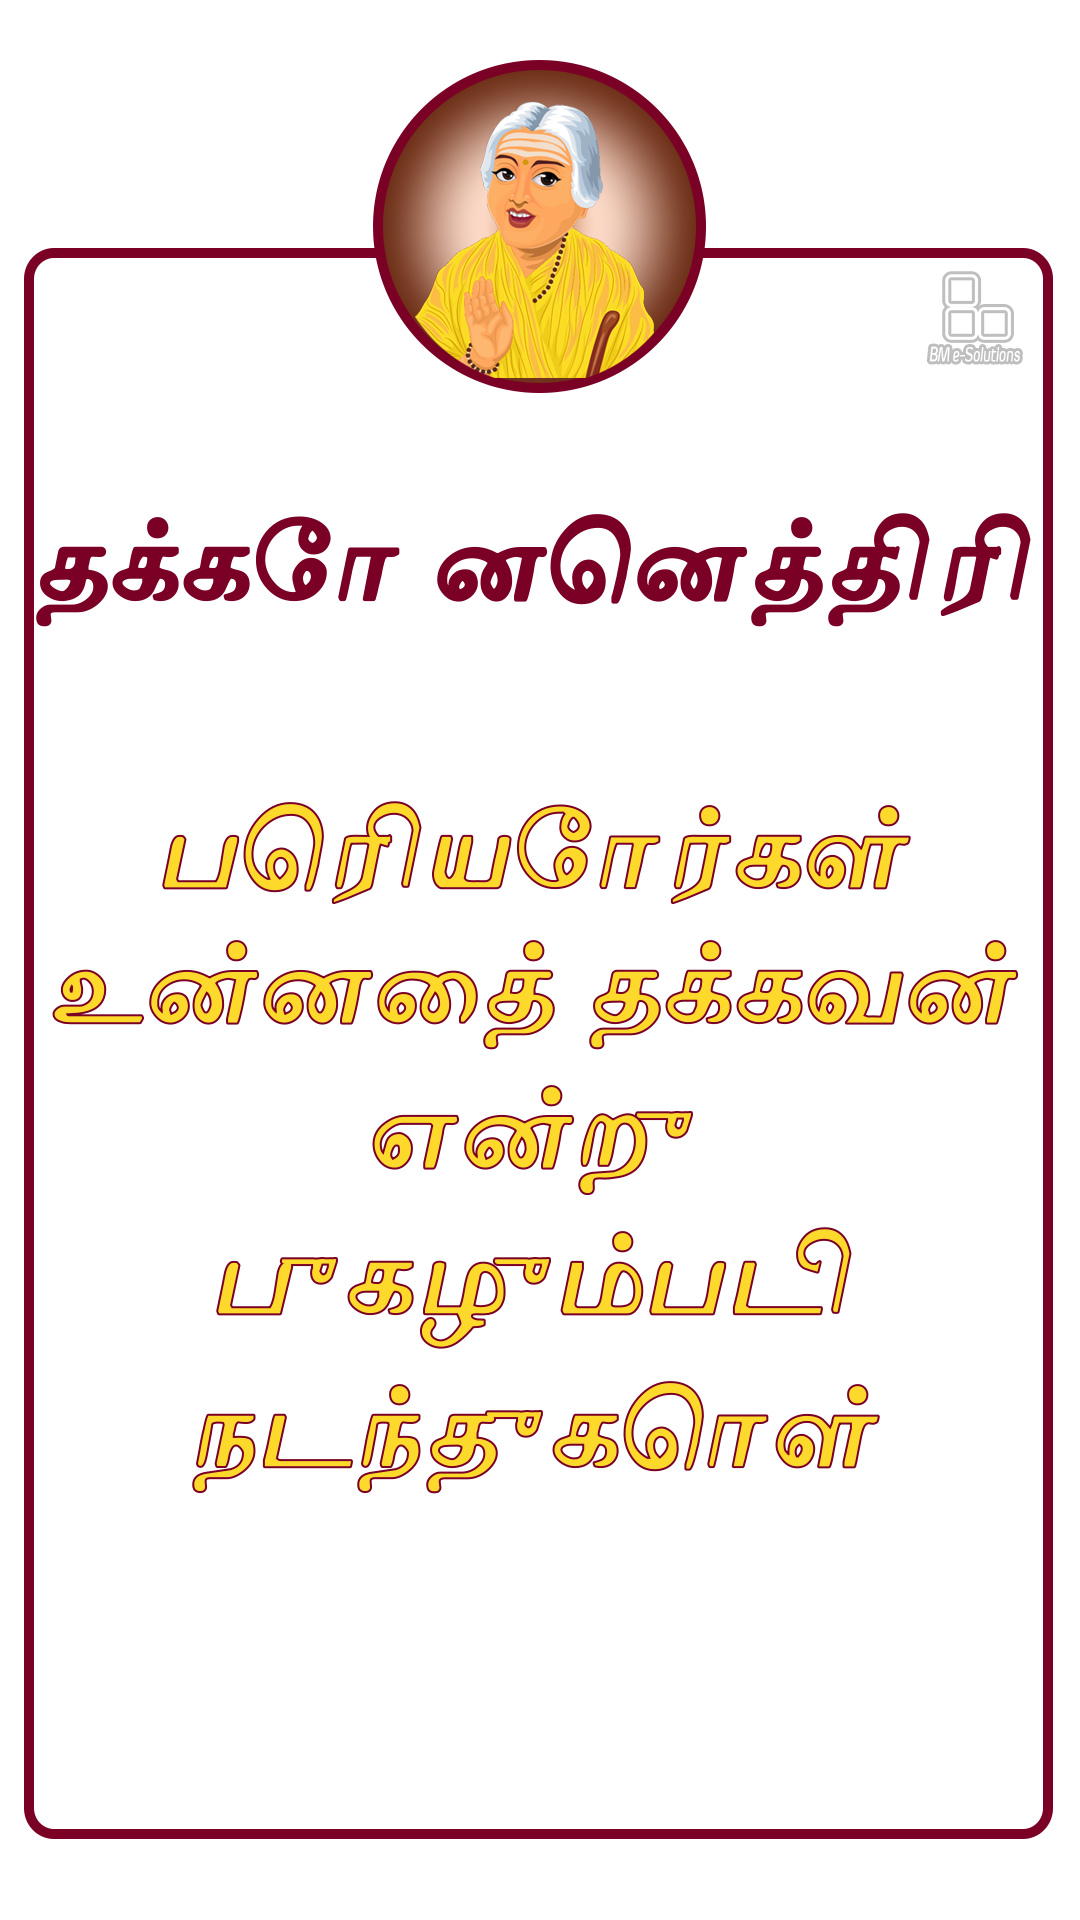 தக்கோ னெனத்திரி
பெரியோர்கள்
உன்னைத் தக்கவன்
என்று
புகழும்படி
நடந்துகொள்
BM e-Solutions